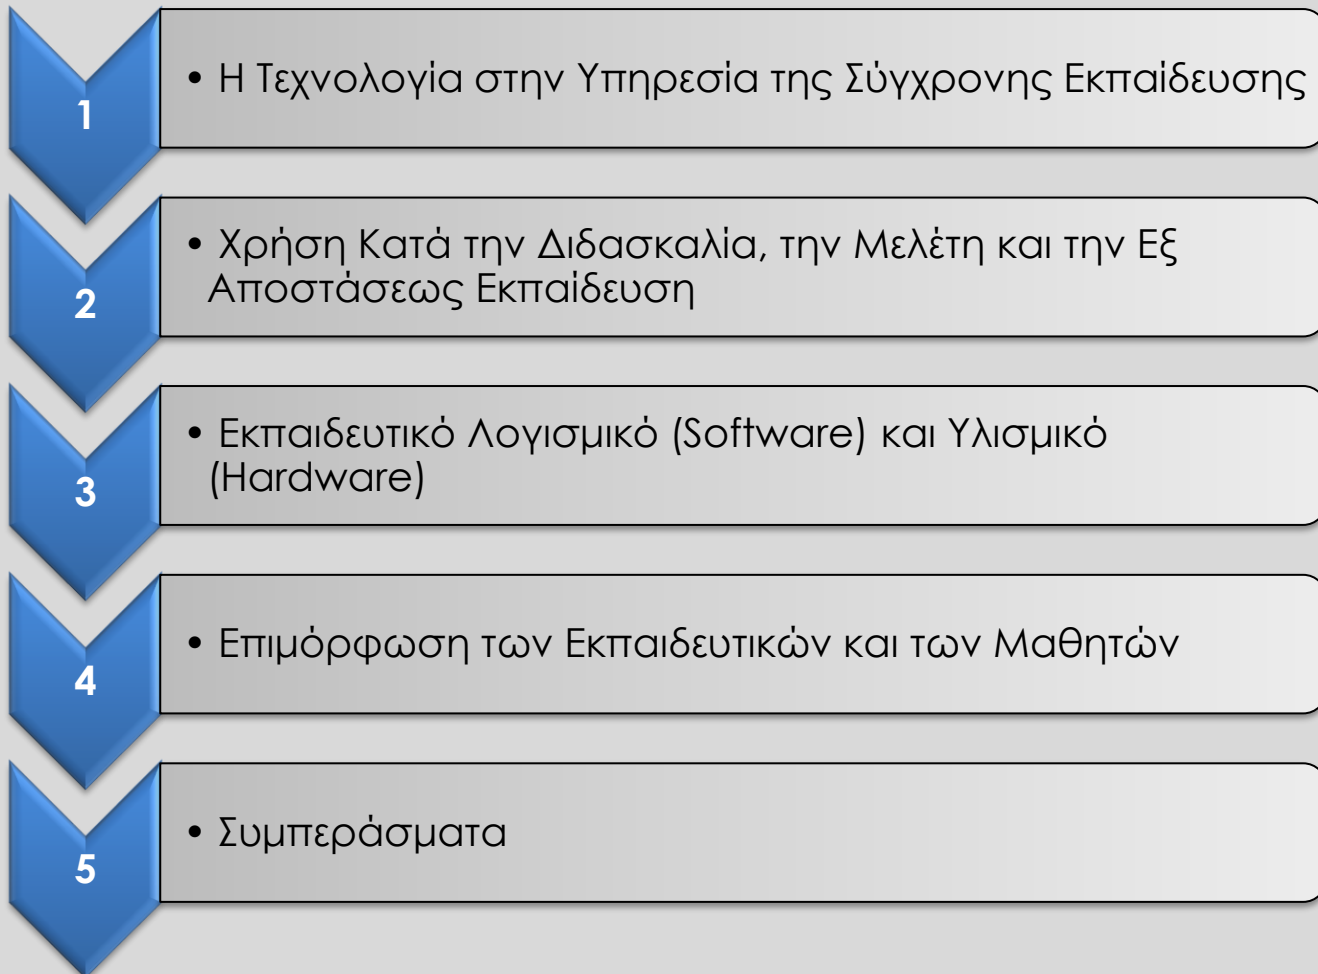 1
• Η Τεχνολογία στην Υπηρεσία της Σύγχρονης Εκπαίδευσης
2
• Χρήση Κατά την Διδασκαλία, την Μελέτη και την Εξ
Αποστάσεως Εκπαίδευση
3
• Εκπαιδευτικό Λογισμικό (Software) και Υλισμικό
(Hardware)
4
• Επιμόρφωση των Εκπαιδευτικών και των Μαθητών
5
• Συμπεράσματα